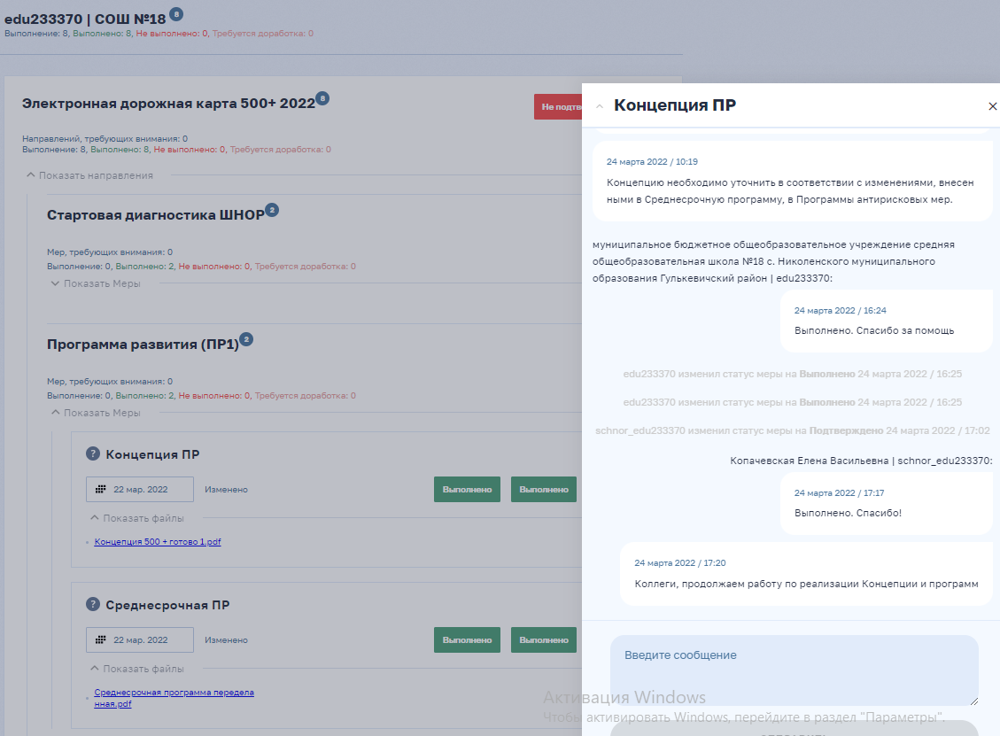 edu233370 | СОШ №18 8
Выполнение: 8, Выполнено: 8, Не выполнено: 0, Требуется доработка: 0
Электронная дорожная карта 500+ 2022 8
Направлений, требующих внимания: 0
Выполнение: 8, Выполнено: 8, Не выполнено: 0, Требуется доработка: 0
Показать направления
Стартовая диагностика ШНОР 2
Мер, требующих внимания: 0
Выполнение: 0, Выполнено: 2, Не выполнено: 0, Требуется доработка: 0
Показать Меры
Программа развития (ПР1) 2
Мер, требующих внимания: 0
Выполнение: 0, Выполнено: 2, Не выполнено: 0, Требуется доработка: 0
Показать Меры
? Концепция ПР
22 мар. 2022 Изменено Выполнено Выполнено
Показать файлы
Концепция 500 + готово 1.pdf
? Среднесрочная ПР
22 мар. 2022 Изменено Выполнено Выполнено
Показать файлы
Среднесрочная программа передела
нная.pdf
Не
Концепция ПР
24 марта 2022 / 10:19
Концепцию необходимо уточнить в соответствии с изменениями, внесен
ными в Среднесрочную программу, в Программы антирисковых мер.
муниципальное бюджетное общеобразовательное учреждение средняя
общеобразовательная школа №18 с. Николенского муниципального
образования Гулькевичский район | edu233370:
24 марта 2022 / 16:24
Выполнено. Спасибо за помощь
edu233370 изменил статус меры на Выполнено 24 марта 2022 / 16:25
edu233370 изменил статус меры на Выполнено 24 марта 2022 / 16:25
schnor_edu233370 изменил статус меры на Подтверждено 24 марта 2022 / 17:02
Копачевская Елена Васильевна | schnor_edu233370:
24 марта 2022 / 17:17
Выполнено. Спасибо!
24 марта 2022 / 17:20
Коллеги, продолжаем работу по реализации Концепции и программ
Введите сообщение
Активация Windows
Чтобы активировать Windows, перейдите в раздел "Параметры".